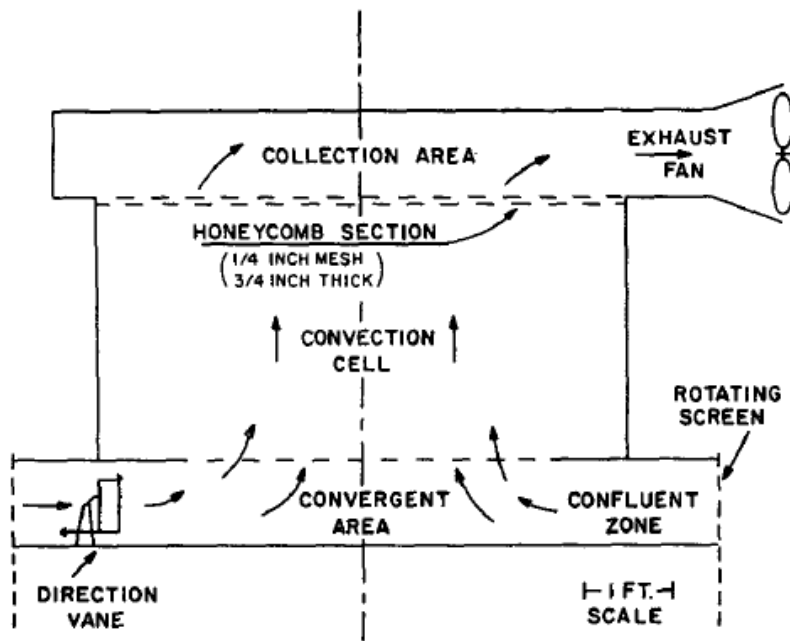 COLLECTION AREA
EXHAUST
FAN
HONEYCOMB SECTION
(1/4 INCH MESH
3/4 INCH THICK)
CONVECTION
CELL
ROTATING
SCREEN
CONVERGENT
AREA
CONFLUENT
ZONE
DIRECTION
VANE
1 FT.
SCALE